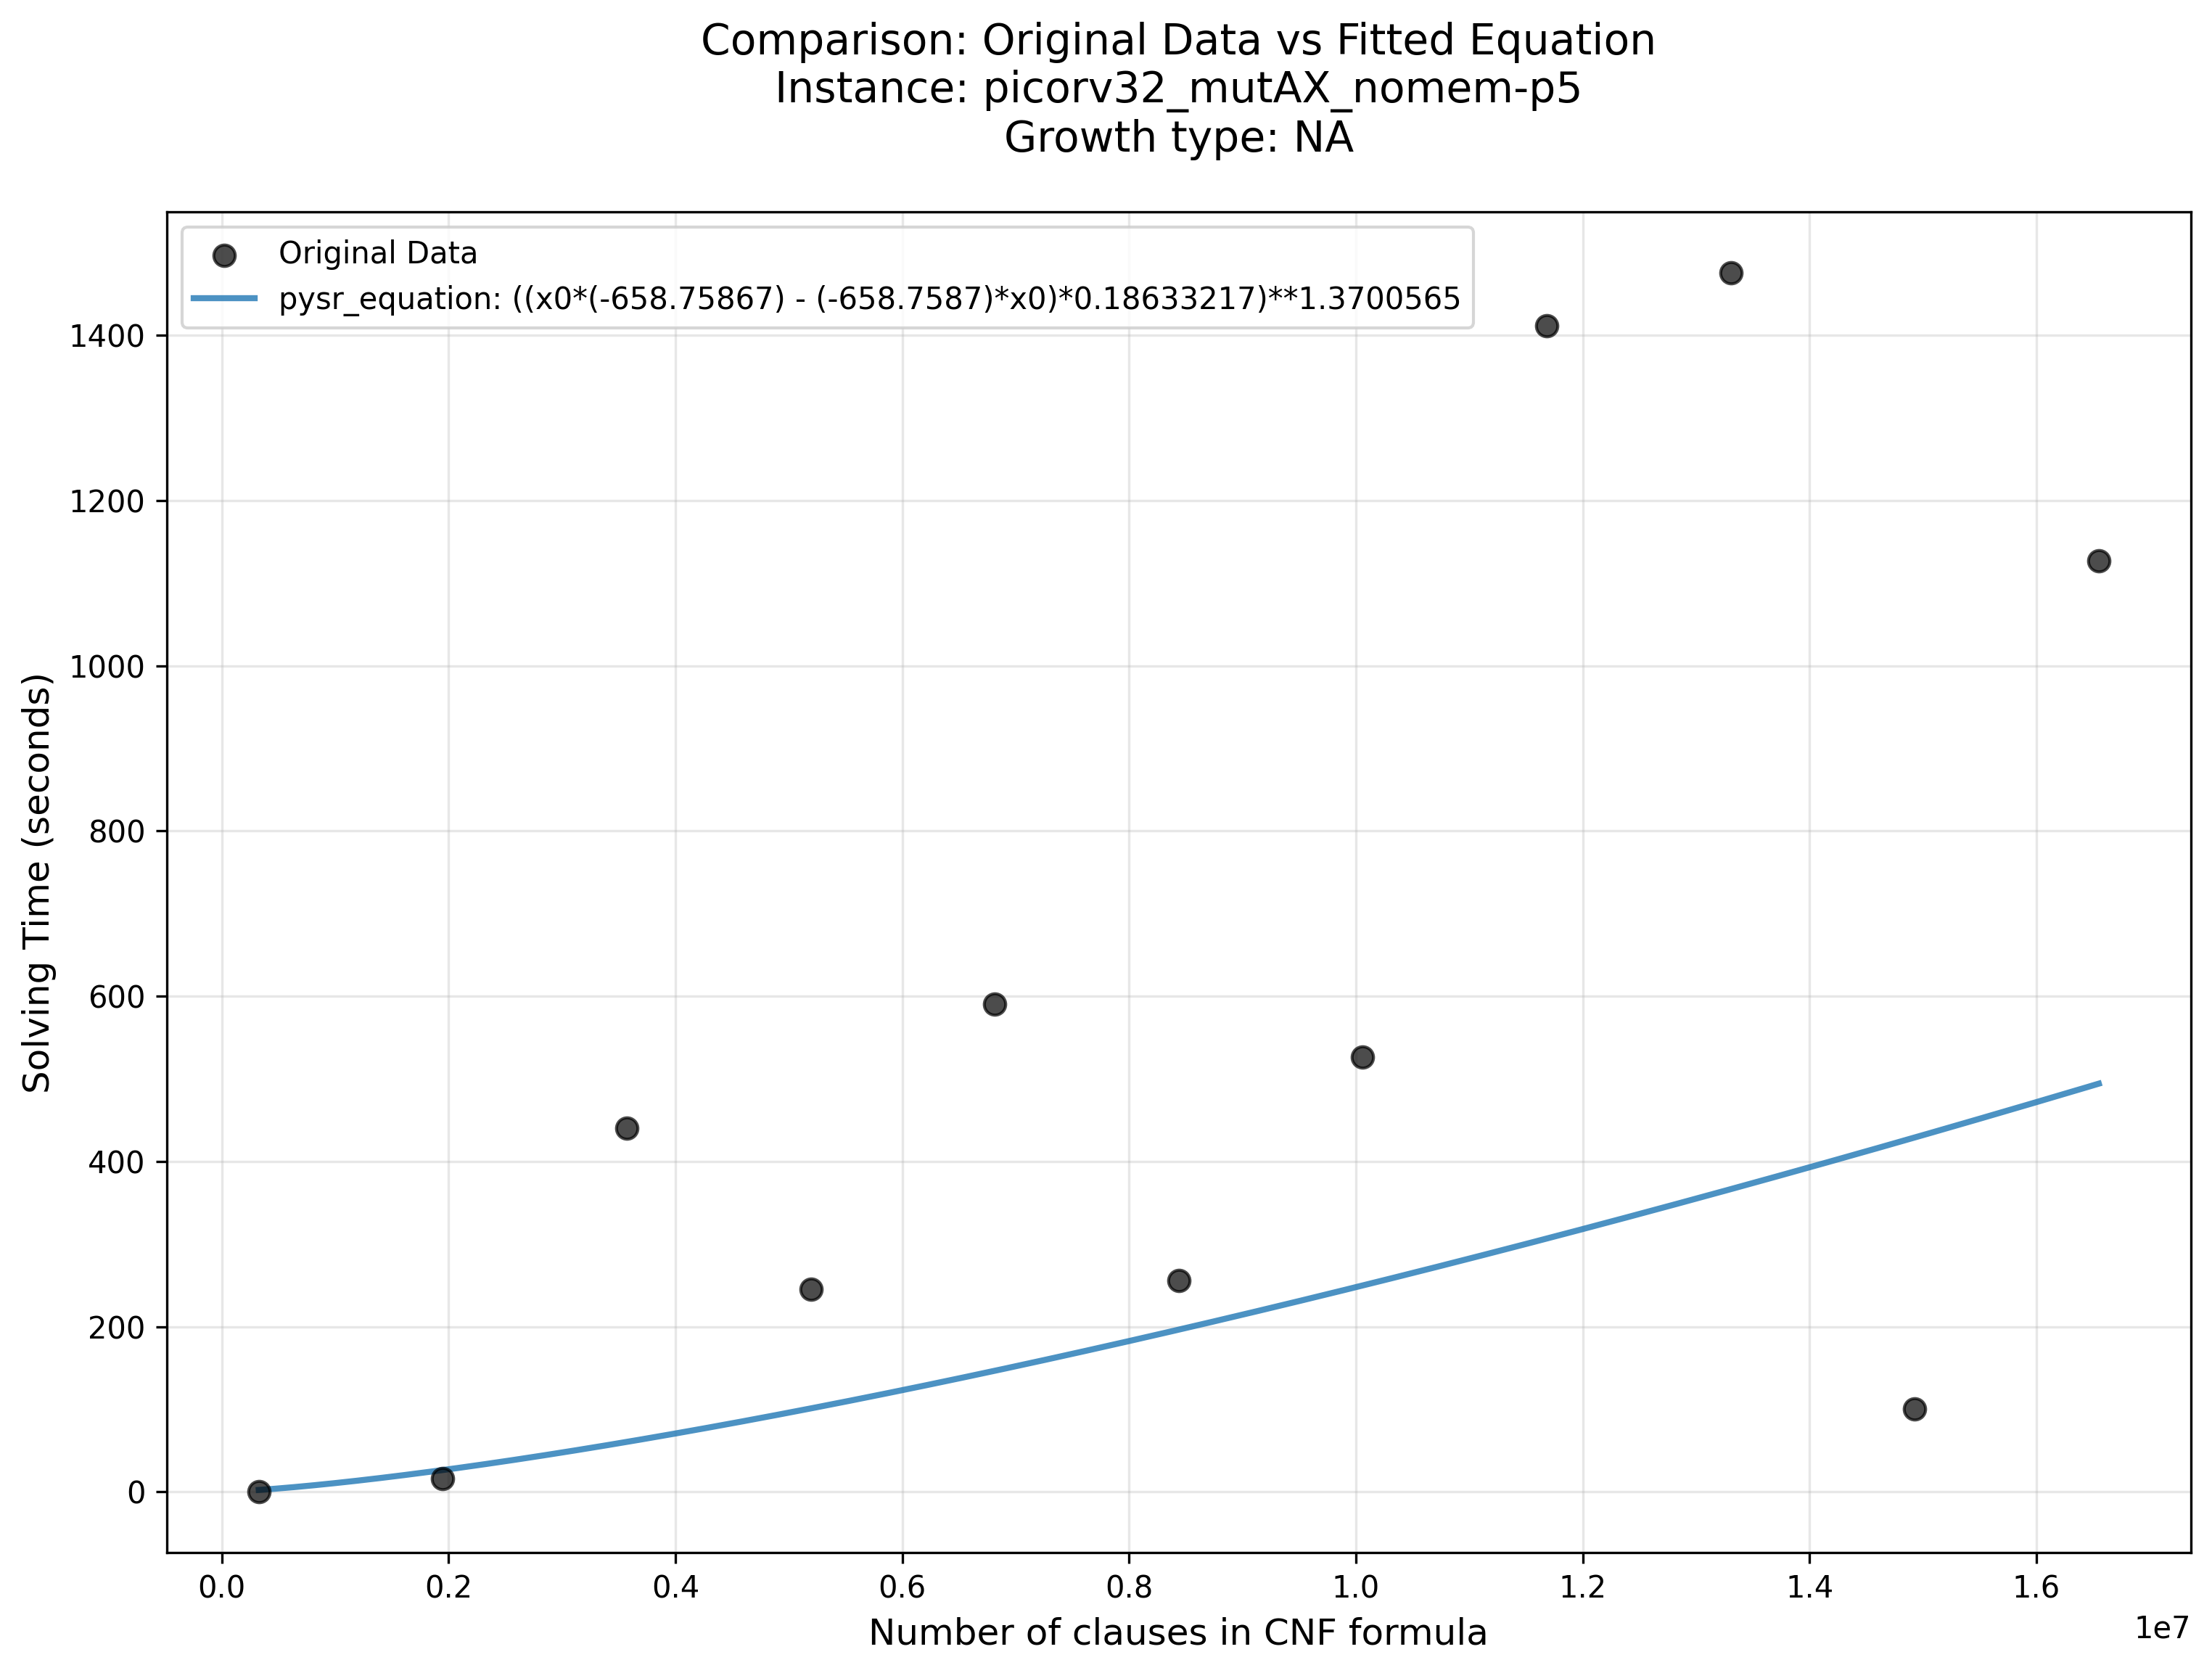 Comparison: Original Data vs Fitted Equation
Instance: picorv32_mutAX_nomem-p5
Growth type: NA
Original Data
pysr_equation: ((x0*(-658.75867) - (-658.7587)*x0)*0.18633217)**1.3700565
1400
1200
1000
800
600
400
200
0
Solving Time (seconds)
0.0 0.2 0.4 0.6 0.8 1.0 1.2 1.4 1.6
1e7
Number of clauses in CNF formula